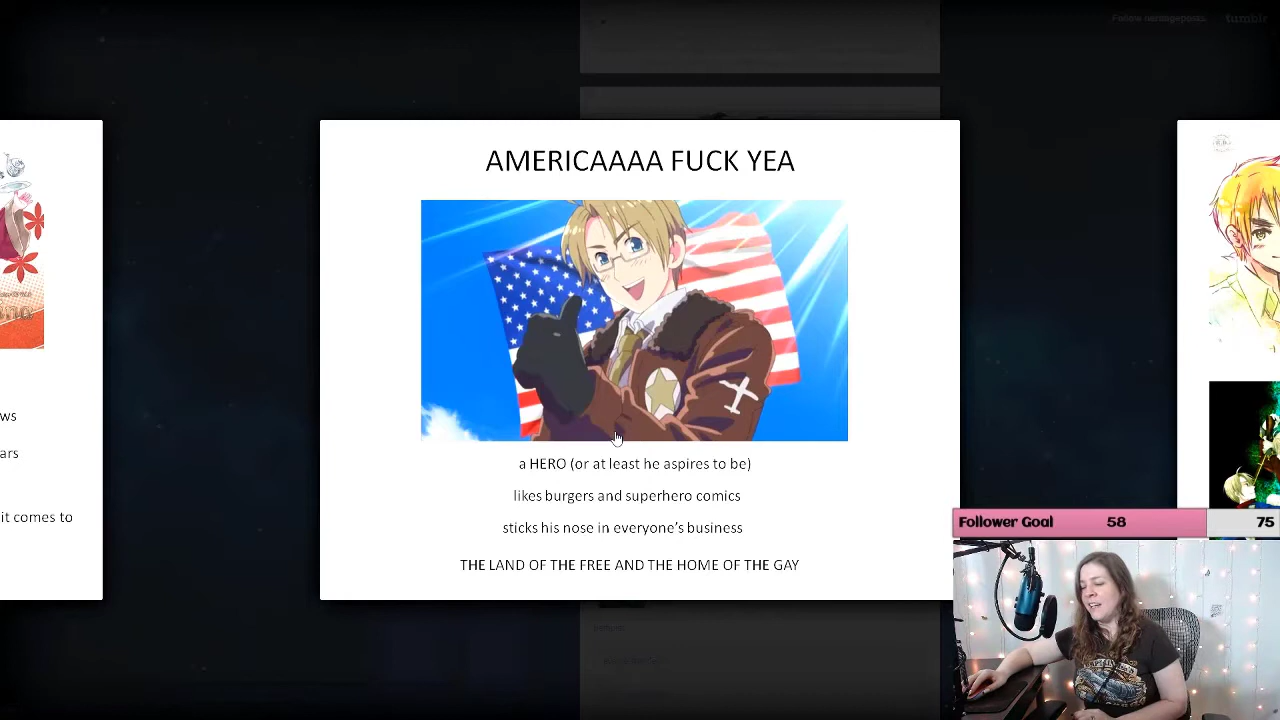 Follow nerdageposts
tumblr
AMERICAAAA FUCK YEA
a HERO (or at least he aspires to be)
likes burgers and superhero comics
sticks his nose in everyone's business
THE LAND OF THE FREE AND THE HOME OF THE GAY
ws
ars
it comes to
Follower Goal 58 75